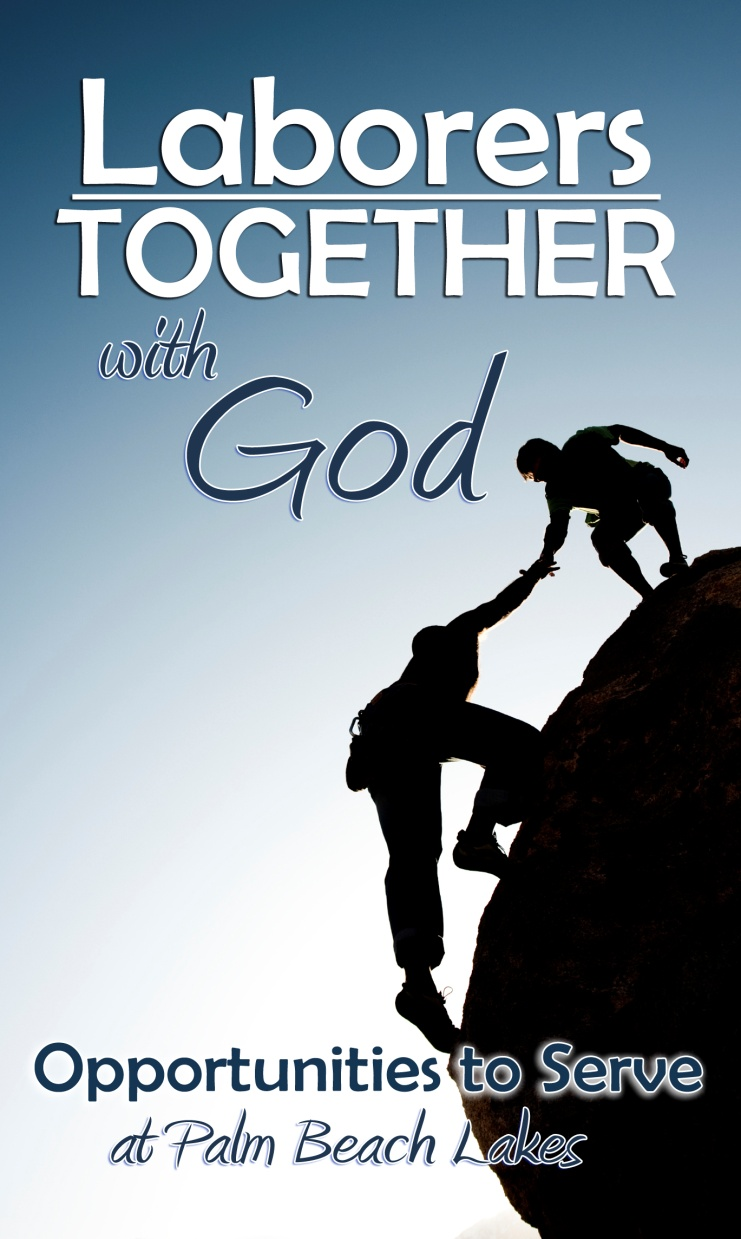 Laborers
TOGETHER
with
God
Opportunities to Serve
at Palm Beach Lakes